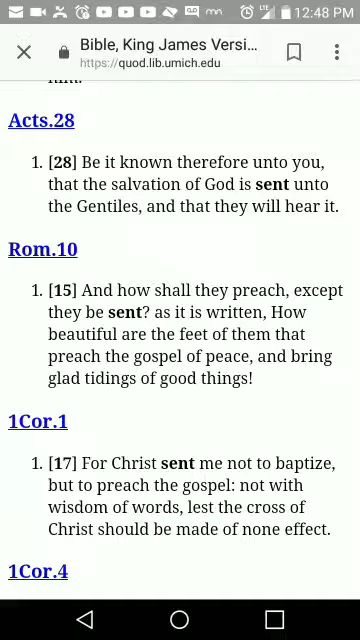 12:48 PM
Bible, King James Versi...
https://quod.lib.umich.edu
him.
Acts.28
1. [28] Be it known therefore unto you,
that the salvation of God is sent unto
the Gentiles, and that they will hear it.
Rom.10
1. [15] And how shall they preach, except
they be sent? as it is written, How
beautiful are the feet of them that
preach the gospel of peace, and bring
glad tidings of good things!
1Cor.1
1. [17] For Christ sent me not to baptize,
but to preach the gospel: not with
wisdom of words, lest the cross of
Christ should be made of none effect.
1Cor.4